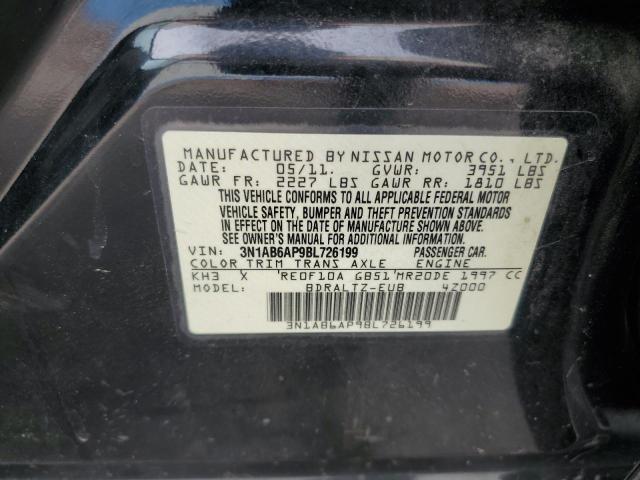 MANUFACTURED BY NISSAN MOTOR CO., LTD.
DATE: 05/11. GVWR: 3951 LBS
GAWR FR: 2227 LBS GAWR RR: 1810 LBS
THIS VEHICLE CONFORMS TO ALL APPLICABLE FEDERAL MOTOR
VEHICLE SAFETY, BUMPER AND THEFT PREVENTION STANDARDS
IN EFFECT ON THE DATE OF MANUFACTURE SHOWN ABOVE.
SEE OWNER'S MANUAL FOR ADDITIONAL INFORMATION.
VIN: 3N1AB6AP9BL726199 PASSENGER CAR.
COLOR TRIM TRANS AXLE ENGINE
KH3 X 'RE0F10A GB51'MR20DE 1997 CC
MODEL: BDRALTZ-EUB 4Z000
3N1AB6AP9BL726199